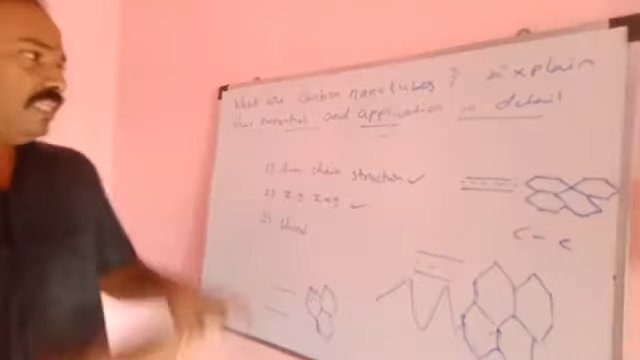 What are Carbon nanotubes ? Explain
their properties and application in detail
1) Arm chair structure
2) Zig zag
3) chiral
C - C